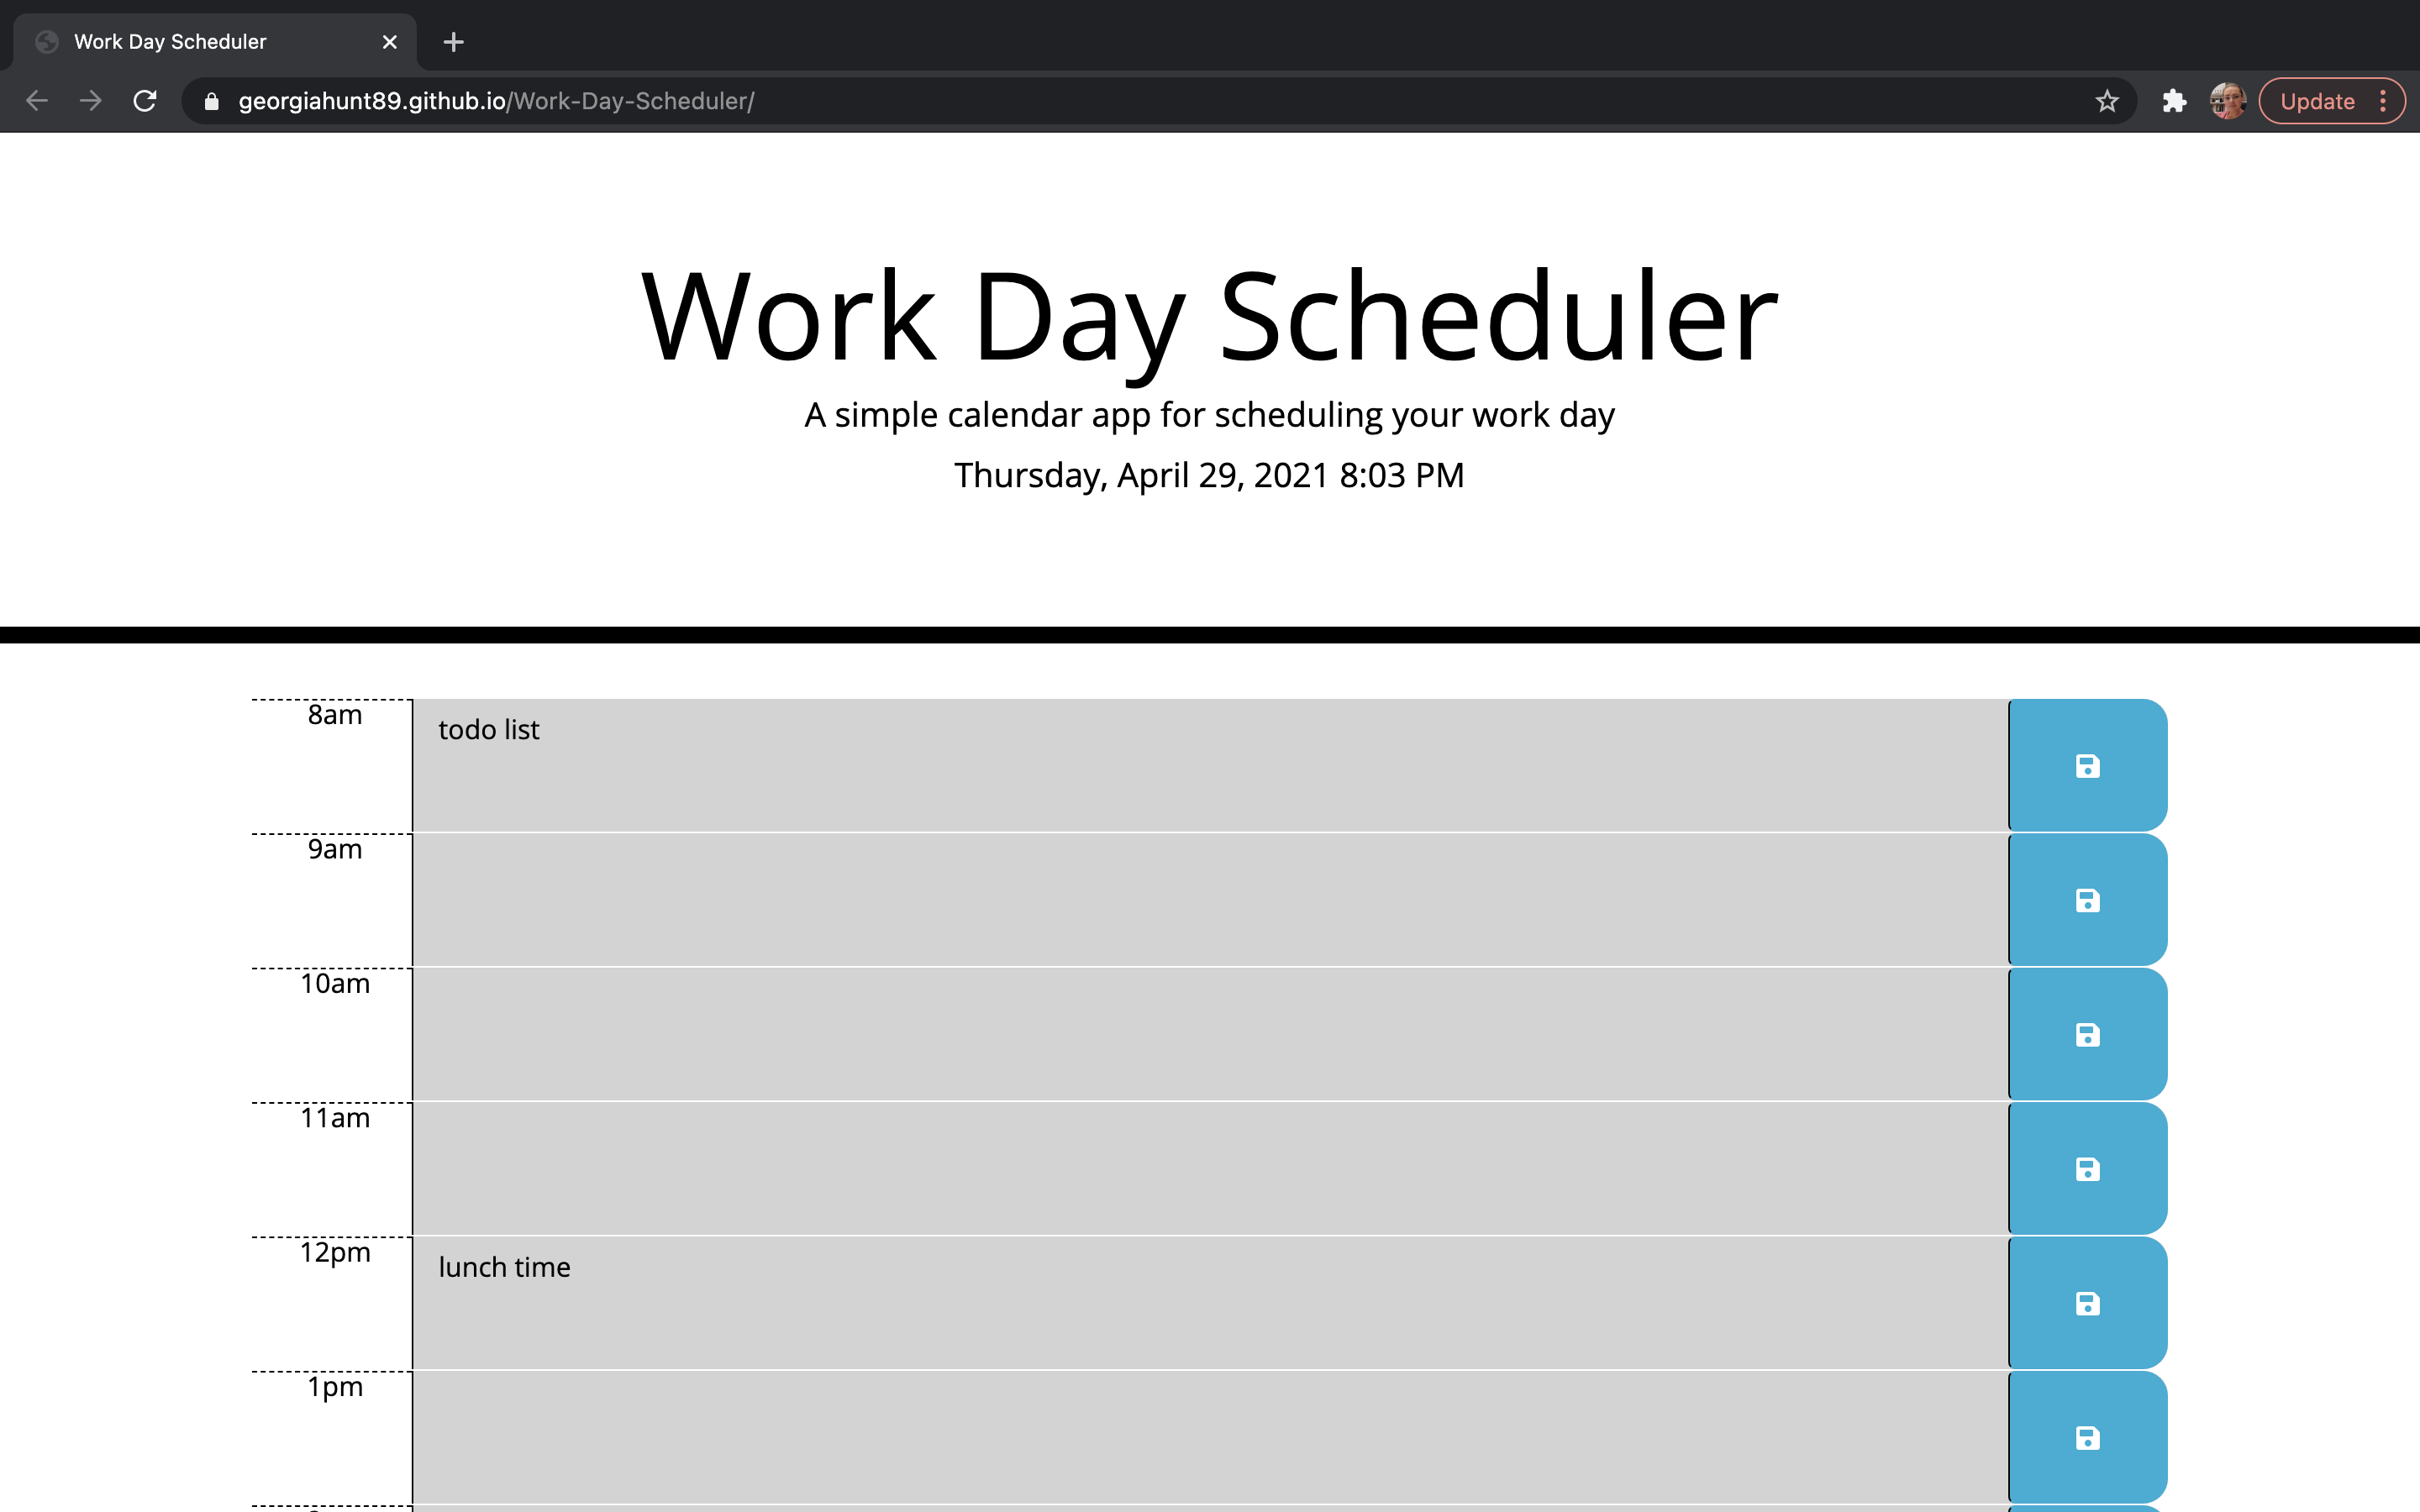 Work Day Scheduler
georgiahunt89.github.io/Work-Day-Scheduler/
Update
Work Day Scheduler
A simple calendar app for scheduling your work day
Thursday, April 29, 2021 8:03 PM
8am
todo list
9am
10am
11am
12pm
lunch time
1pm